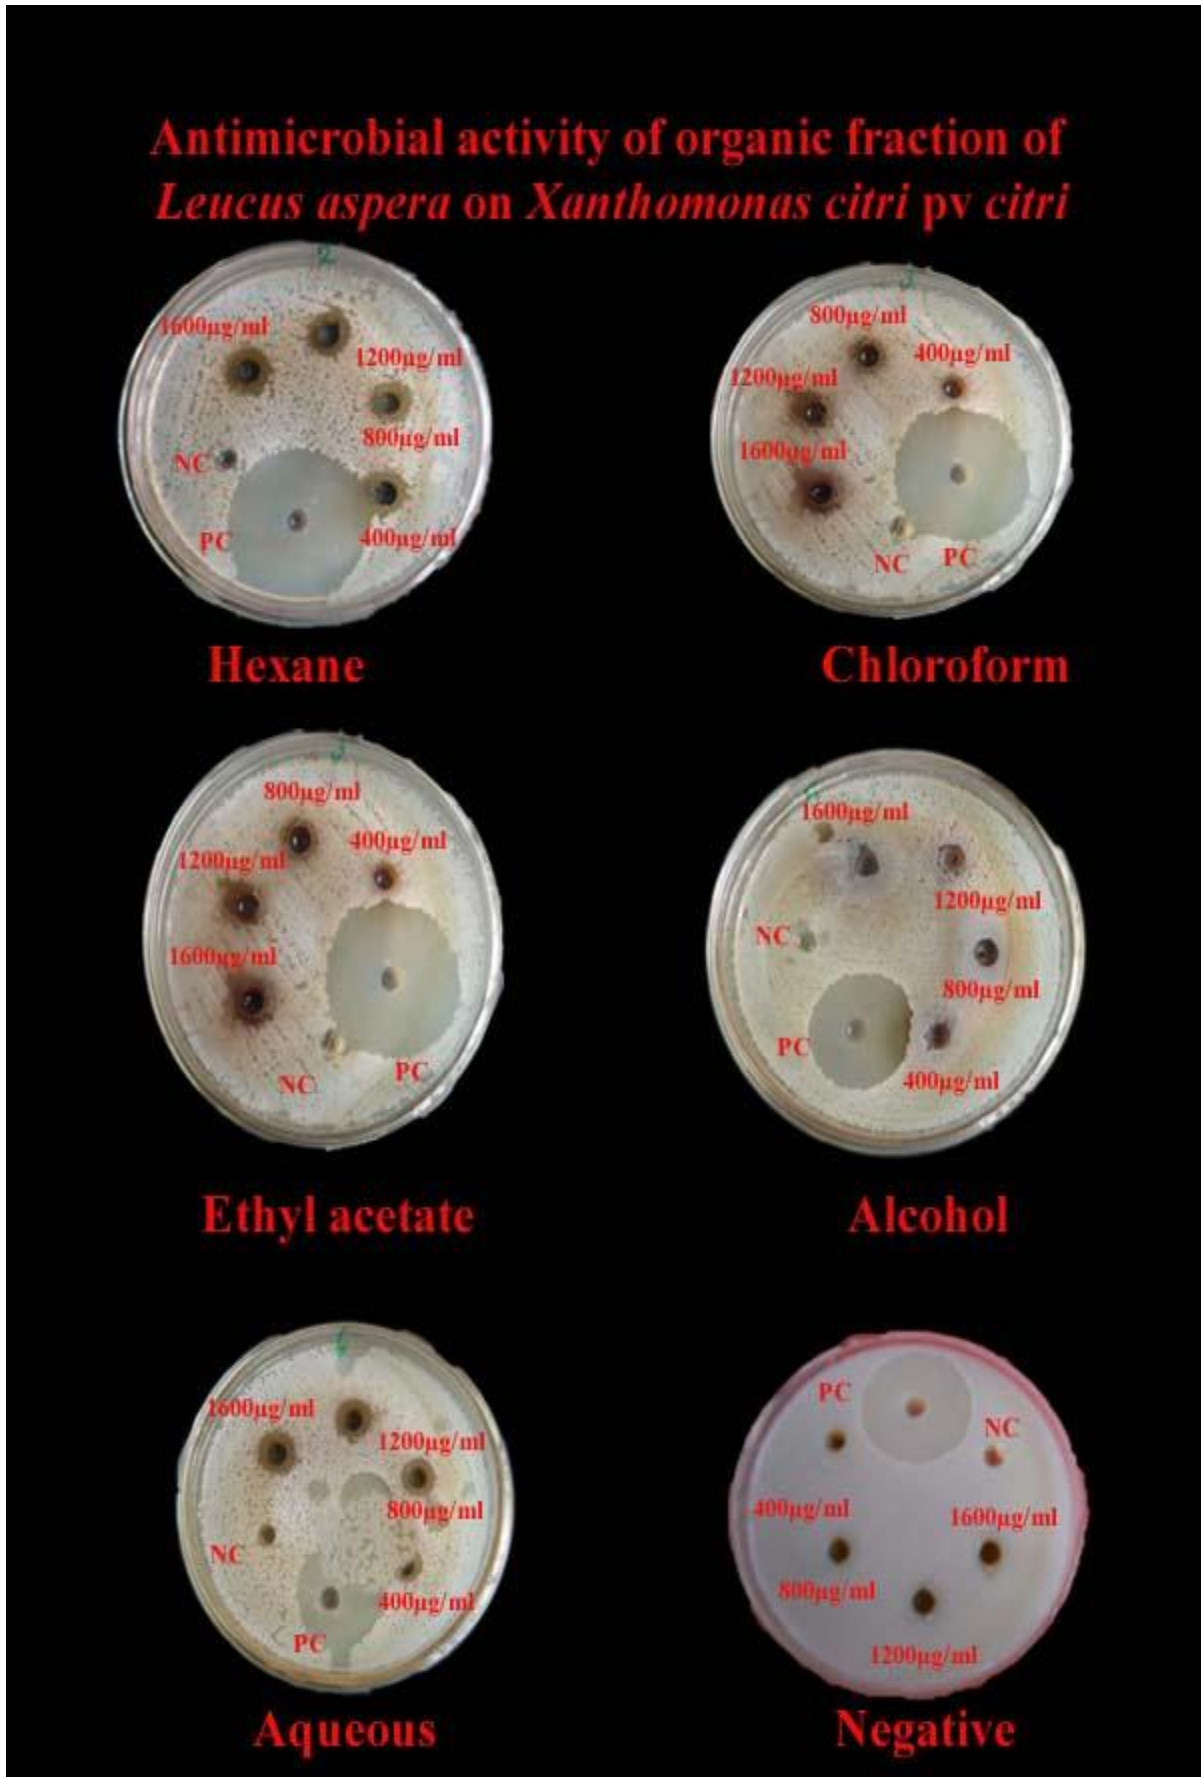 Antimicrobial activity of organic fraction of
Leucus aspera on Xanthomonas citri pv citri
1600µg/ml
1200µg/ml
800µg/ml
NC
PC
400µg/ml
Hexane
800µg/ml
400µg/ml
1200µg/ml
1600µg/ml
NC
PC
Chloroform
800µg/ml
400µg/ml
1200µg/ml
1600µg/ml
PC
NC
Ethyl acetate
1600µg/ml
1200µg/ml
NC
800µg/ml
PC
400µg/ml
Alcohol
1600µg/ml
1200µg/ml
800µg/ml
NC
400µg/ml
PC
Aqueous
PC
NC
400µg/ml
1600µg/ml
800µg/ml
1200µg/ml
Negative